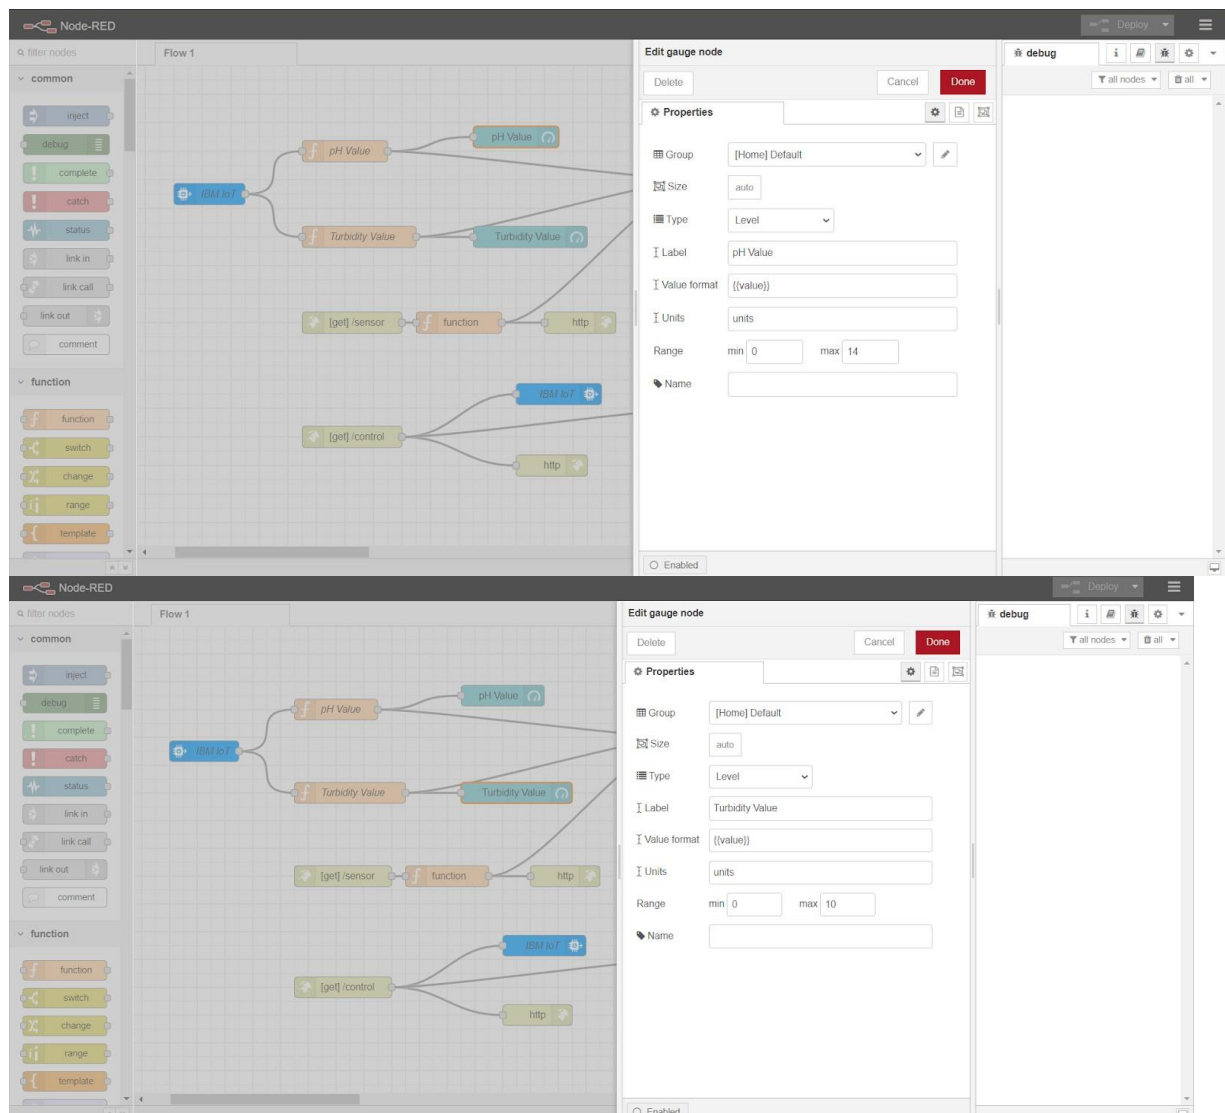 Node-RED
Deploy
filter nodes
Flow 1
common
inject
debug
complete
catch
status
link in
link call
link out
comment
function
function
switch
change
range
template
IBM IoT
pH Value
pH Value
Turbidity Value
Turbidity Value
[get] /sensor
function
http
IBM IoT
[get] /control
http
Edit gauge node
Delete
Cancel
Done
Properties
Group
[Home] Default
Size
auto
Type
Level
Label
pH Value
Value format
{{value}}
Units
units
Range
min 0
max 14
Name
Enabled
debug
i
all nodes
all
Node-RED
Deploy
filter nodes
Flow 1
common
inject
debug
complete
catch
status
link in
link call
link out
comment
function
function
switch
change
range
template
IBM IoT
pH Value
pH Value
Turbidity Value
Turbidity Value
[get] /sensor
function
http
IBM IoT
[get] /control
http
Edit gauge node
Delete
Cancel
Done
Properties
Group
[Home] Default
Size
auto
Type
Level
Label
Turbidity Value
Value format
{{value}}
Units
units
Range
min 0
max 10
Name
Enabled
debug
i
all nodes
all